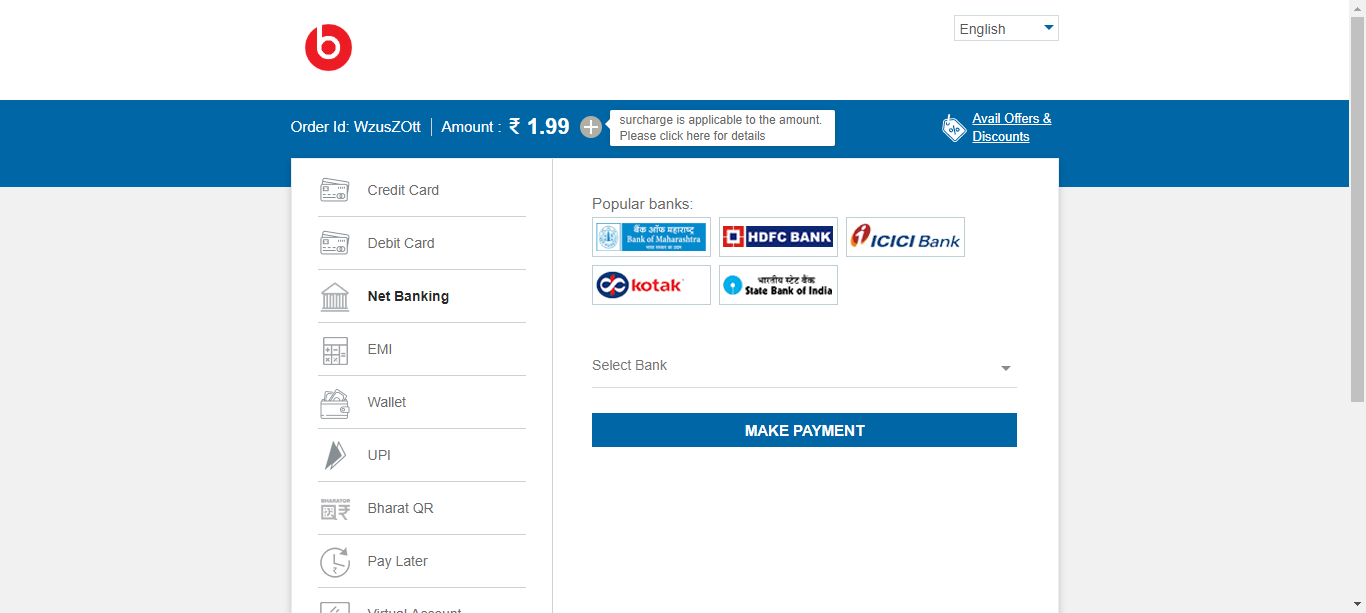 b
English
Order Id: WzusZOtt
Amount : ₹ 1.99
surcharge is applicable to the amount.
Please click here for details
Avail Offers &
Discounts
Credit Card
Debit Card
Net Banking
EMI
Wallet
UPI
Bharat QR
Pay Later
Virtual Account
Popular banks:
बैंक ऑफ महाराष्ट्र
Bank of Maharashtra
HDFC BANK
ICICI Bank
kotak
भारतीय स्टेट बैंक
State Bank of India
Select Bank
MAKE PAYMENT